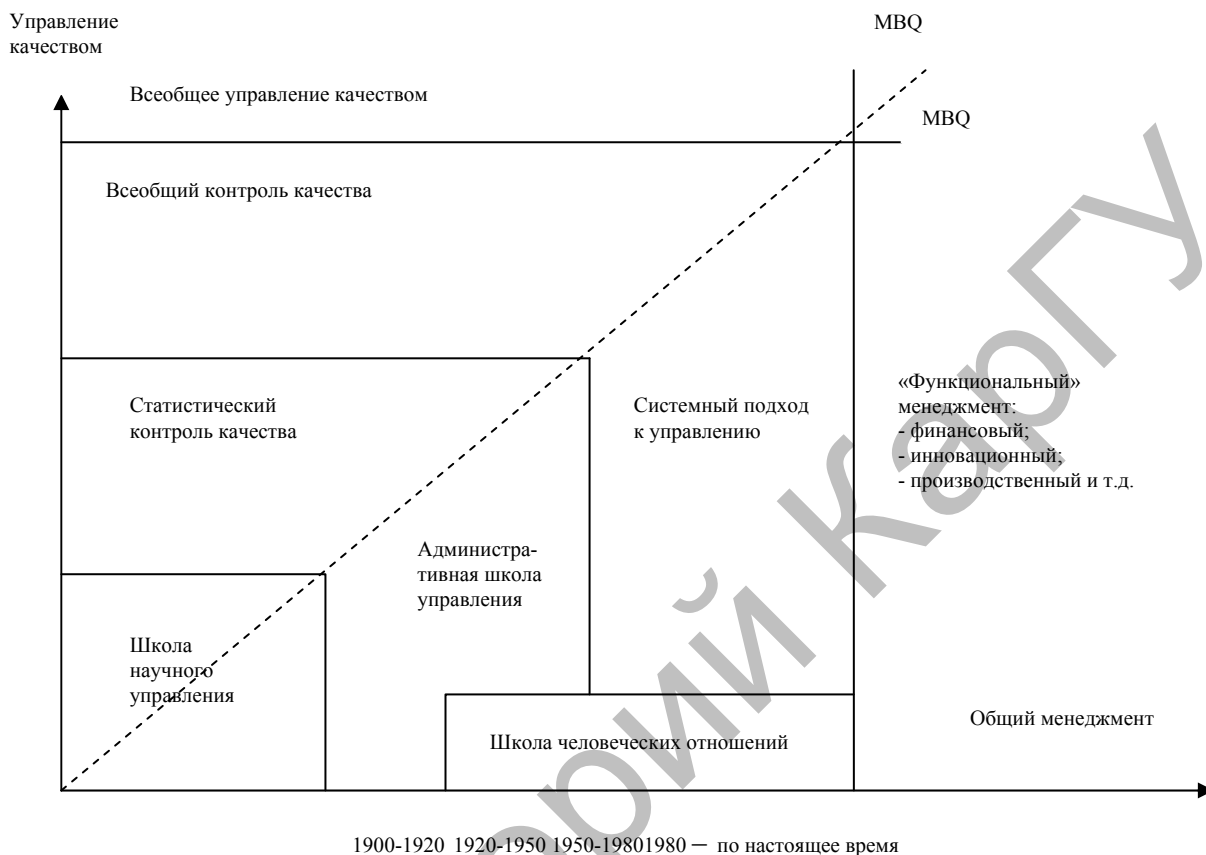 Управление
качеством
MBQ
Всеобщее управление качеством
MBQ
Всеобщий контроль качества
«Функциональный»
менеджмент:
- финансовый;
- инновационный;
- производственный и т.д.
Статистический
контроль качества
Системный подход
к управлению
Администра-
тивная школа
управления
Школа
научного
управления
Общий менеджмент
Школа человеческих отношений
1900-1920 1920-1950 1950-19801980 — по настоящее время
орий КарГУ